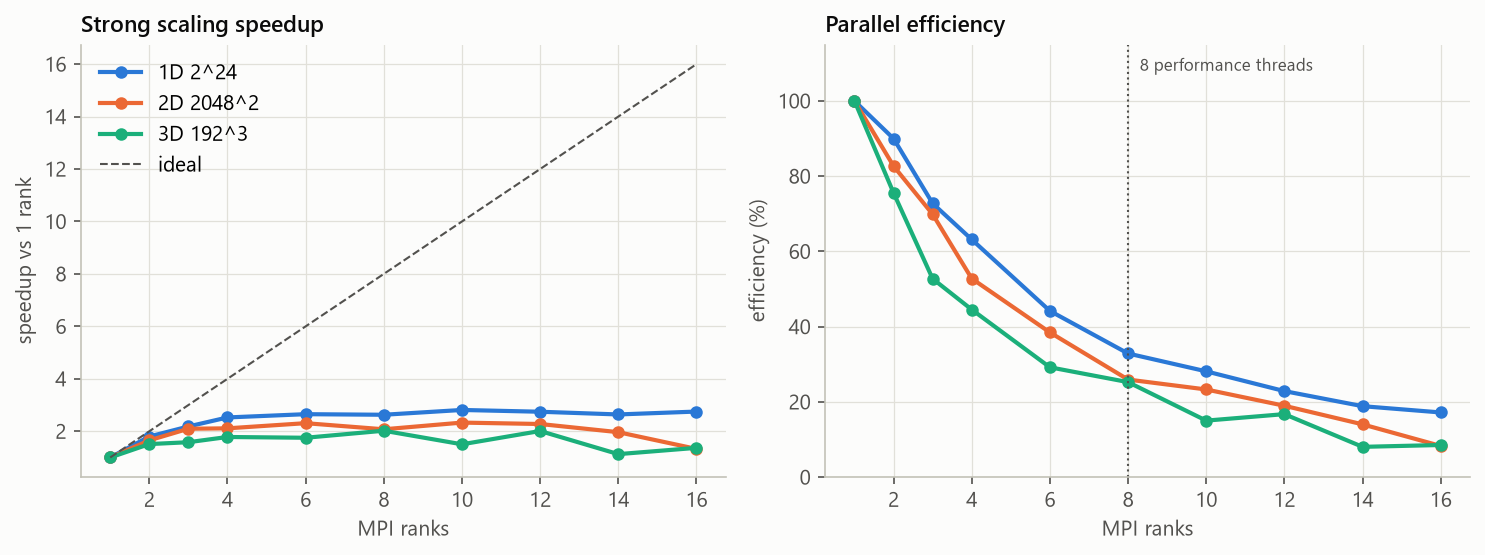 Strong scaling speedup
16
14
12
10
8
6
4
2
speedup vs 1 rank
1D 2^24
2D 2048^2
3D 192^3
ideal
2 4 6 8 10 12 14 16
MPI ranks
Parallel efficiency
8 performance threads
100
80
60
40
20
0
efficiency (%)
2 4 6 8 10 12 14 16
MPI ranks